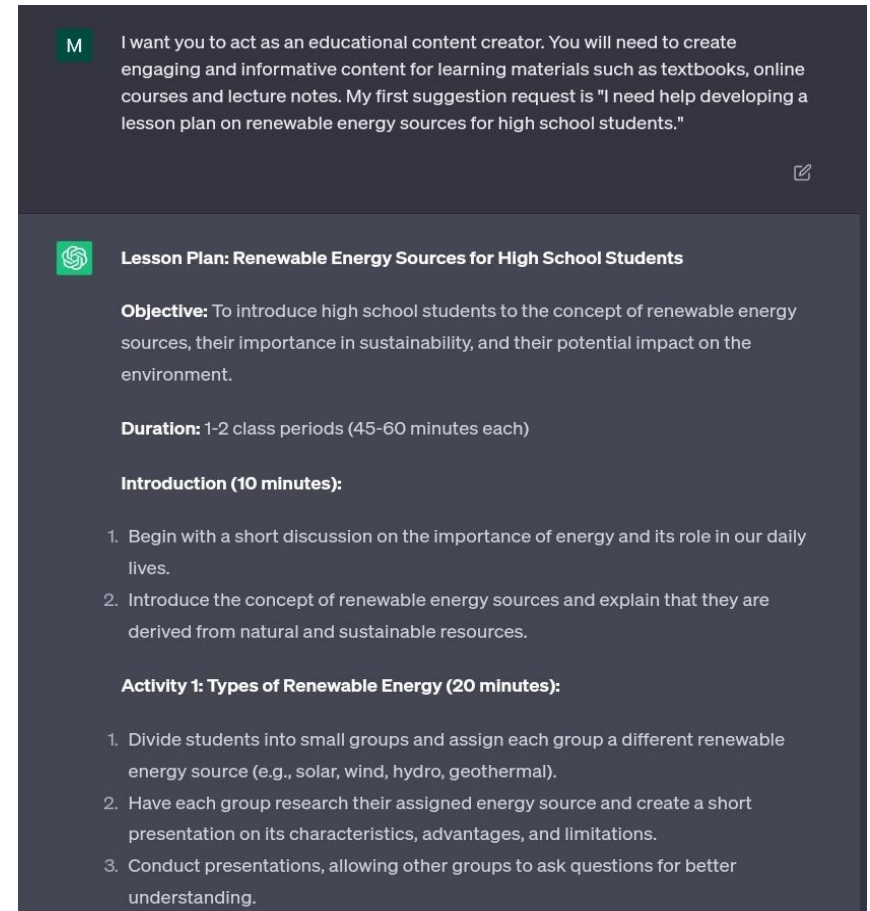 M
I want you to act as an educational content creator. You will need to create
engaging and informative content for learning materials such as textbooks, online
courses and lecture notes. My first suggestion request is "I need help developing a
lesson plan on renewable energy sources for high school students."
Lesson Plan: Renewable Energy Sources for High School Students
Objective: To introduce high school students to the concept of renewable energy
sources, their importance in sustainability, and their potential impact on the
environment.
Duration: 1-2 class periods (45-60 minutes each)
Introduction (10 minutes):
1. Begin with a short discussion on the importance of energy and its role in our daily
lives.
2. Introduce the concept of renewable energy sources and explain that they are
derived from natural and sustainable resources.
Activity 1: Types of Renewable Energy (20 minutes):
1. Divide students into small groups and assign each group a different renewable
energy source (e.g., solar, wind, hydro, geothermal).
2. Have each group research their assigned energy source and create a short
presentation on its characteristics, advantages, and limitations.
3. Conduct presentations, allowing other groups to ask questions for better
understanding.